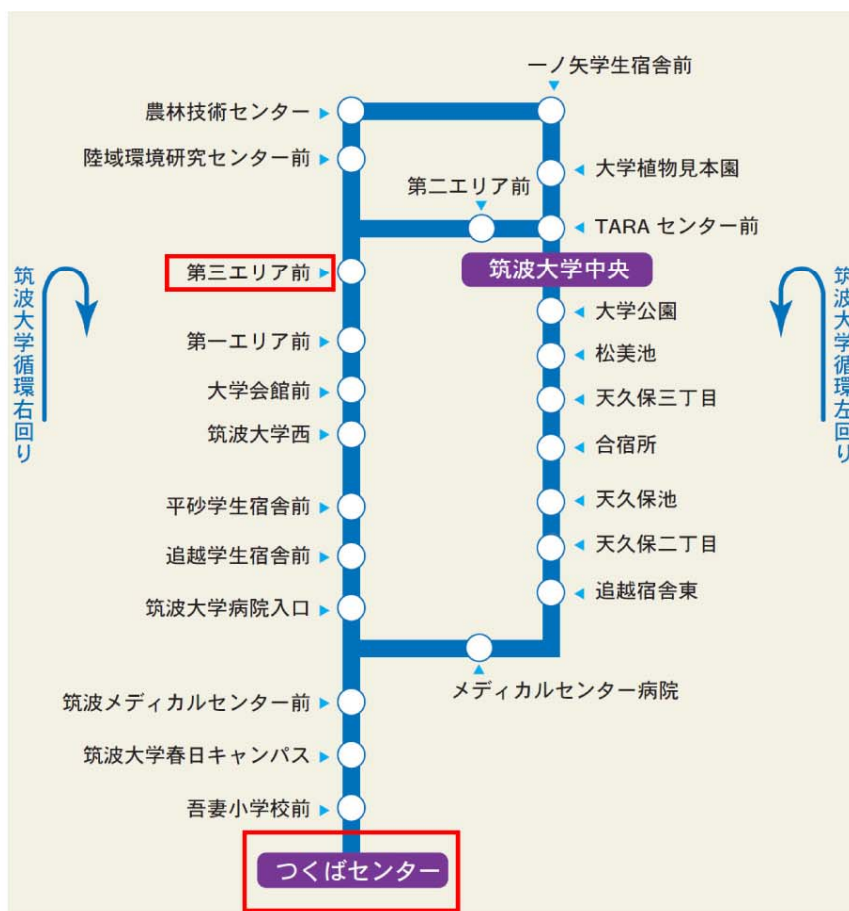 一ノ矢学生宿舎前
農林技術センター
陸域環境研究センター前
大学植物見本園
第二エリア前
TARA センター前
第三エリア前
筑波大学中央
筑波大学循環右回り
筑波大学循環左回り
大学公園
第一エリア前
松美池
大学会館前
天久保三丁目
筑波大学西
合宿所
天久保池
平砂学生宿舎前
天久保二丁目
追越学生宿舎前
追越宿舎東
筑波大学病院入口
メディカルセンター病院
筑波メディカルセンター前
筑波大学春日キャンパス
吾妻小学校前
つくばセンター